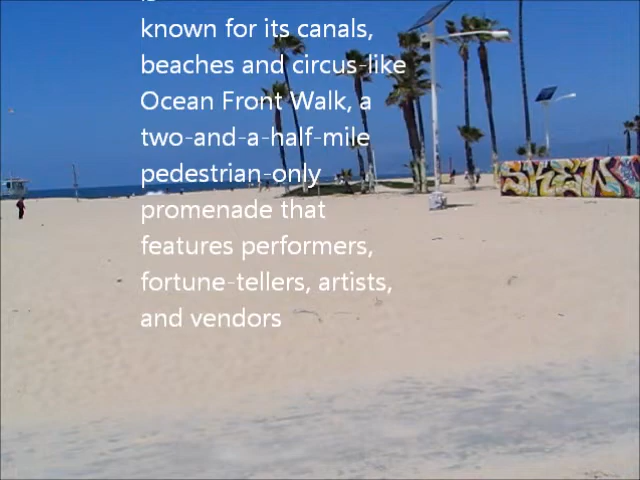 known for its canals,
beaches and circus-like
Ocean Front Walk, a
two-and-a-half-mile
pedestrian-only
promenade that
features performers,
fortune-tellers, artists,
and vendors
SKEW